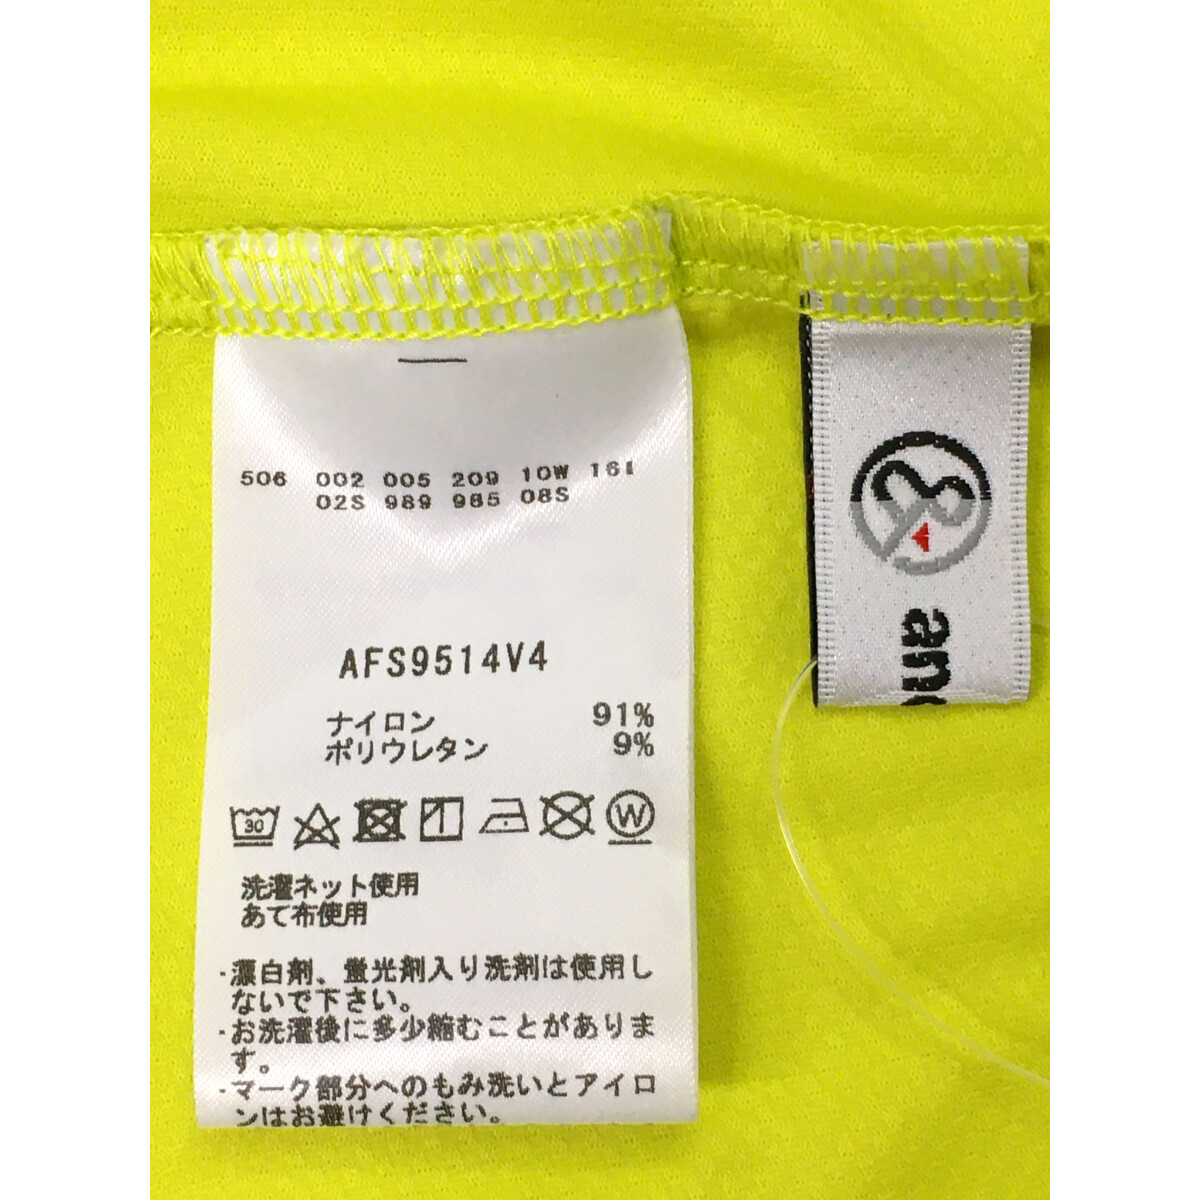 506 002 005 209 10W 161
02S 989 985 08S
AFS9514V4
ナイロン 91%
ポリウレタン 9%
30 W
洗濯ネット使用
あて布使用
・漂白剤、蛍光剤入り洗剤は使用し
ないで下さい。
・お洗濯後に多少縮むことがありま
す。
・マーク部分へのもみ洗いとアイロ
ンはお避けください。
and